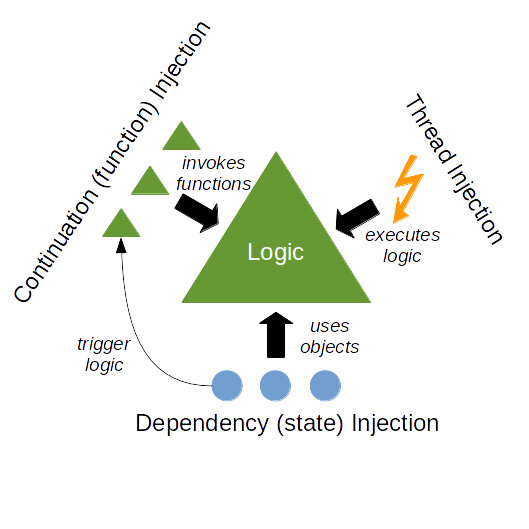 Continuation (function) Injection
Thread Injection
invokes
functions
executes
logic
Logic
uses
objects
trigger
logic
Dependency (state) Injection